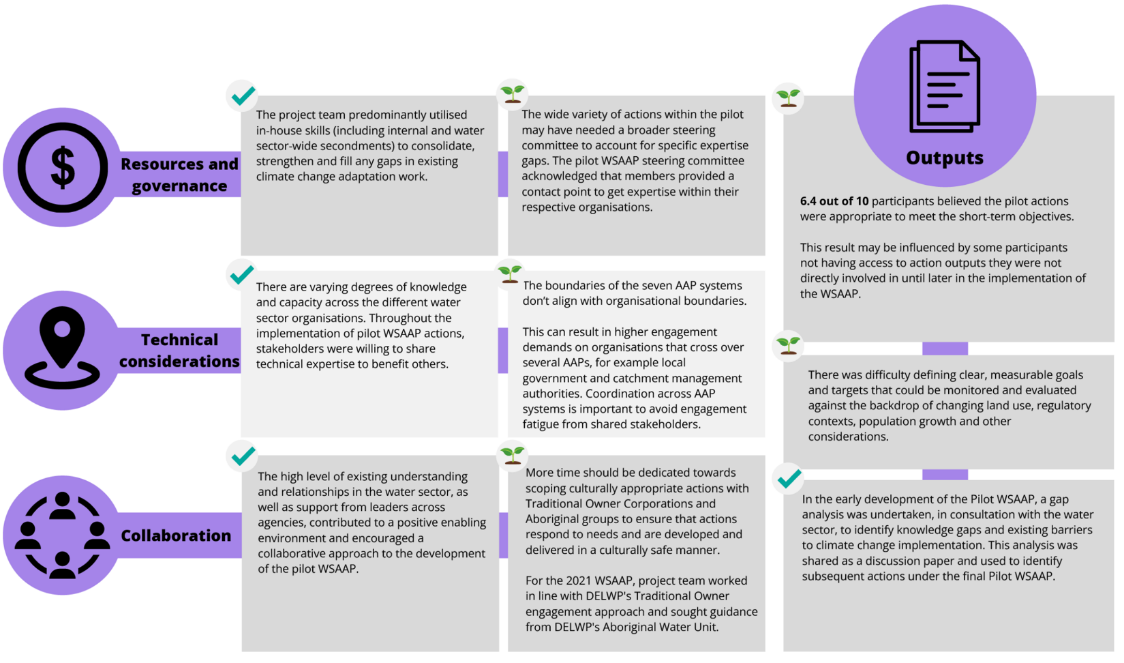 Resources and
governance
The project team predominantly utilised
in-house skills (including internal and water
sector-wide secondments) to consolidate,
strengthen and fill any gaps in existing
climate change adaptation work.
The wide variety of actions within the pilot
may have needed a broader steering
committee to account for specific expertise
gaps. The pilot WSAAP steering committee
acknowledged that members provided a
contact point to get expertise within their
respective organisations.
Technical
considerations
There are varying degrees of knowledge
and capacity across the different water
sector organisations. Throughout the
implementation of pilot WSAAP actions,
stakeholders were willing to share
technical expertise to benefit others.
The boundaries of the seven AAP systems
don’t align with organisational boundaries.
This can result in higher engagement
demands on organisations that cross over
several AAPs, for example local
government and catchment management
authorities. Coordination across AAP
systems is important to avoid engagement
fatigue from shared stakeholders.
Collaboration
The high level of existing understanding
and relationships in the water sector, as
well as support from leaders across
agencies, contributed to a positive enabling
environment and encouraged a
collaborative approach to the development
of the pilot WSAAP.
More time should be dedicated towards
scoping culturally appropriate actions with
Traditional Owner Corporations and
Aboriginal groups to ensure that actions
respond to needs and are developed and
delivered in a culturally safe manner.
For the 2021 WSAAP, project team worked
in line with DELWP's Traditional Owner
engagement approach and sought guidance
from DELWP's Aboriginal Water Unit.
Outputs
6.4 out of 10 participants believed the pilot actions
were appropriate to meet the short-term objectives.
This result may be influenced by some participants
not having access to action outputs they were not
directly involved in until later in the implementation of
the WSAAP.
There was difficulty defining clear, measurable goals
and targets that could be monitored and evaluated
against the backdrop of changing land use, regulatory
contexts, population growth and other
considerations.
In the early development of the Pilot WSAAP, a gap
analysis was undertaken, in consultation with the water
sector, to identify knowledge gaps and existing barriers
to climate change implementation. This analysis was
shared as a discussion paper and used to identify
subsequent actions under the final Pilot WSAAP.